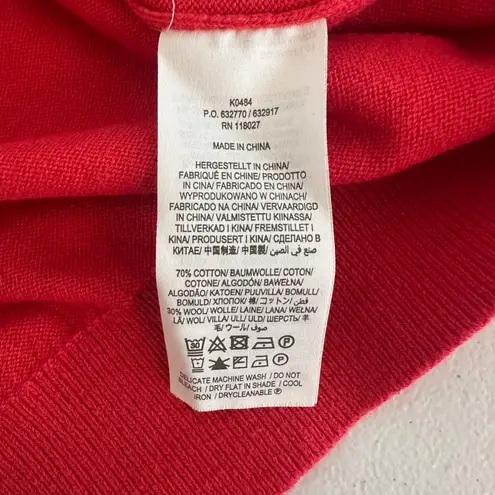 K0484
P.O. 632770 / 632917
RN 118027
MADE IN CHINA
HERGESTELLT IN CHINA/
FABRIQUÉ EN CHINE/ PRODOTTO
IN CINA/ FABRICADO EN CHINA/
WYPRODUKOWANO W CHINACH/
FABRICADO NA CHINA/ VERVAARDIGD
IN CHINA/ VALMISTETTU KIINASSA/
TILLVERKAD I KINA/ FREMSTILLET I
KINA/ PRODUSERT I KINA/ СДЕЛАНО В
КИТАЕ/ 中国制造/ 中国製/ صنع في الصين
70% COTTON/ BAUMWOLLE/ COTON/
COTONE/ ALGODÓN/ BAWEŁNA/
ALGODÃO/ KATOEN/ PUUVILLA/ BOMULL/
BOMULD/ ХЛОПОК/ 棉/ コットン/ قطن/
30% WOOL/ WOLLE/ LAINE/ LANA/ WEŁNA/
LÃ/ WOL/ VILLA/ ULL/ ULD/ ШЕРСТЬ/ 羊
毛/ ウール/ صوف
30 P
DELICATE MACHINE WASH / DO NOT
BLEACH / DRY FLAT IN SHADE / COOL
IRON / DRYCLEANABLE Ⓟ